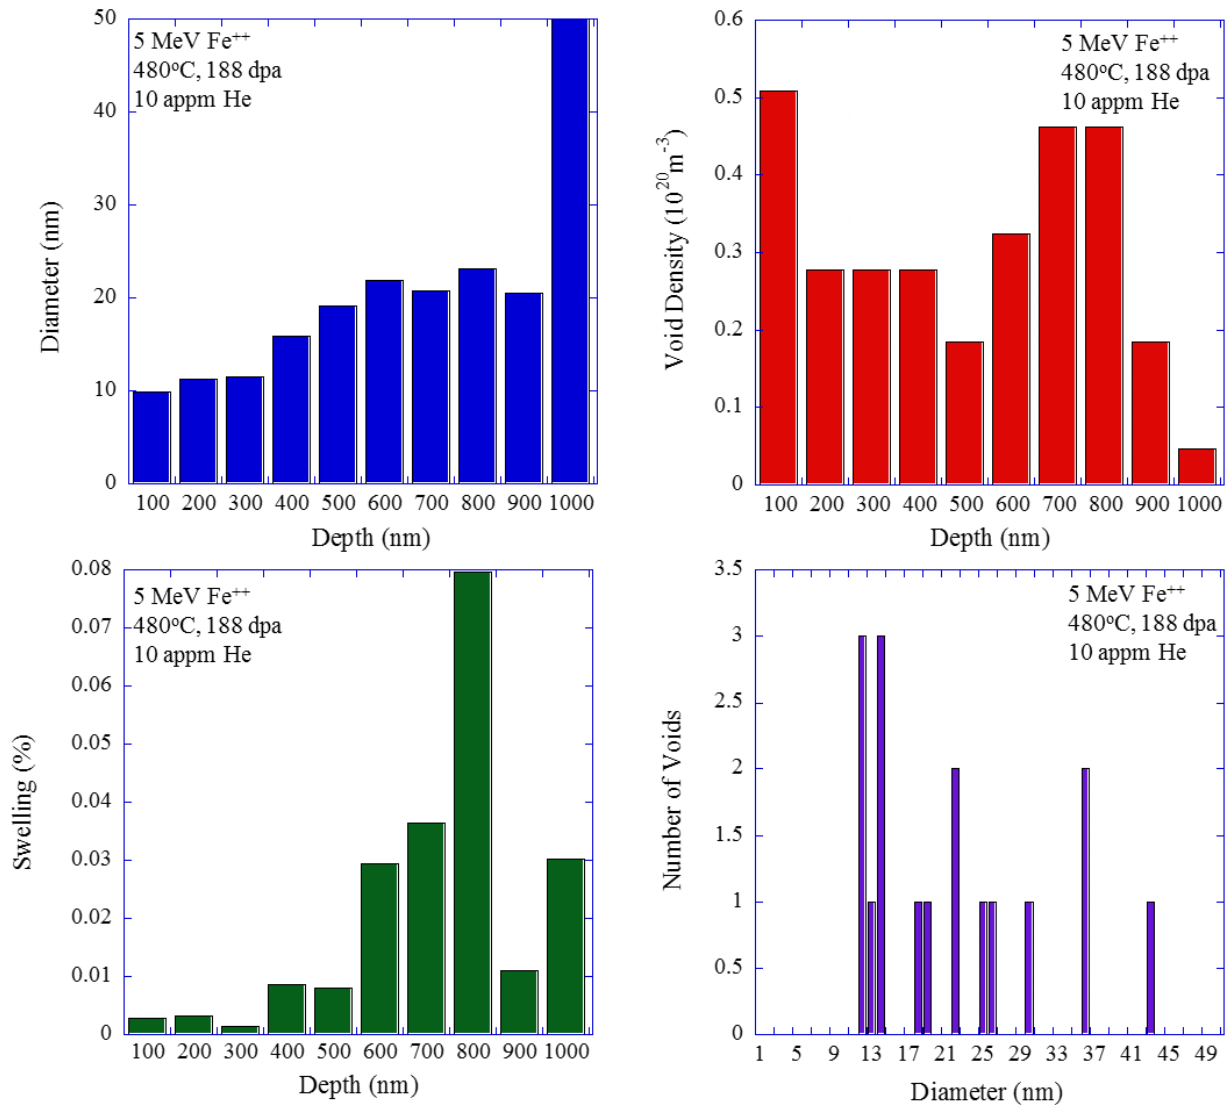 50
40
30
20
10
0
Diameter (nm)
5 MeV Fe⁺⁺
480ºC, 188 dpa
10 appm He
100 200 300 400 500 600 700 800 900 1000
Depth (nm)
0.6
0.5
0.4
0.3
0.2
0.1
0
Void Density (10²⁰m⁻³)
5 MeV Fe⁺⁺
480ºC, 188 dpa
10 appm He
100 200 300 400 500 600 700 800 900 1000
Depth (nm)
0.08
0.07
0.06
0.05
0.04
0.03
0.02
0.01
0
Swelling (%)
5 MeV Fe⁺⁺
480ºC, 188 dpa
10 appm He
100 200 300 400 500 600 700 800 900 1000
Depth (nm)
3.5
3
2.5
2
1.5
1
0.5
0
Number of Voids
5 MeV Fe⁺⁺
480ºC, 188 dpa
10 appm He
1 5 9 13 17 21 25 29 33 37 41 45 49
Diameter (nm)